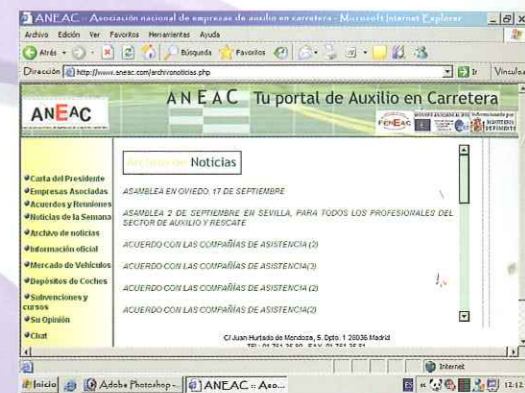 ANEAC :: Asociación nacional de empresas de auxilio en carretera - Microsoft Internet Explorer
Archivo Edición Ver Favoritos Herramientas Ayuda
Atrás Búsqueda Favoritos
Dirección http://www.aneac.com/archivonoticias.php Ir Vínculos
ANEAC
ANEAC Tu portal de Auxilio en Carretera
FENEAC
Archivo de Noticias
Carta del Presidente
Empresas Asociadas
Acuerdos y Reuniones
Noticias de la Semana
Archivo de noticias
Información oficial
Mercado de Vehículos
Depósitos de Coches
Subvenciones y
cursos
Su Opinión
Chat
ASAMBLEA EN OVIEDO. 17 DE SEPTIEMBRE
ASAMBLEA 2 DE SEPTIEMBRE EN SEVILLA, PARA TODOS LOS PROFESIONALES DEL
SECTOR DE AUXILIO Y RESCATE
ACUERDO CON LAS COMPAÑÍAS DE ASISTENCIA (2)
ACUERDO CON LAS COMPAÑÍAS DE ASISTENCIA(3)
ACUERDO CON LAS COMPAÑÍAS DE ASISTENCIA (2)
ACUERDO CON LAS COMPAÑÍAS DE ASISTENCIA(2)
C/ Juan Hurtado de Mendoza, 5. Dpto. 1 28036 Madrid
Internet
Inicio Adobe Photoshop - ANEAC :: Aso... ES 12:12